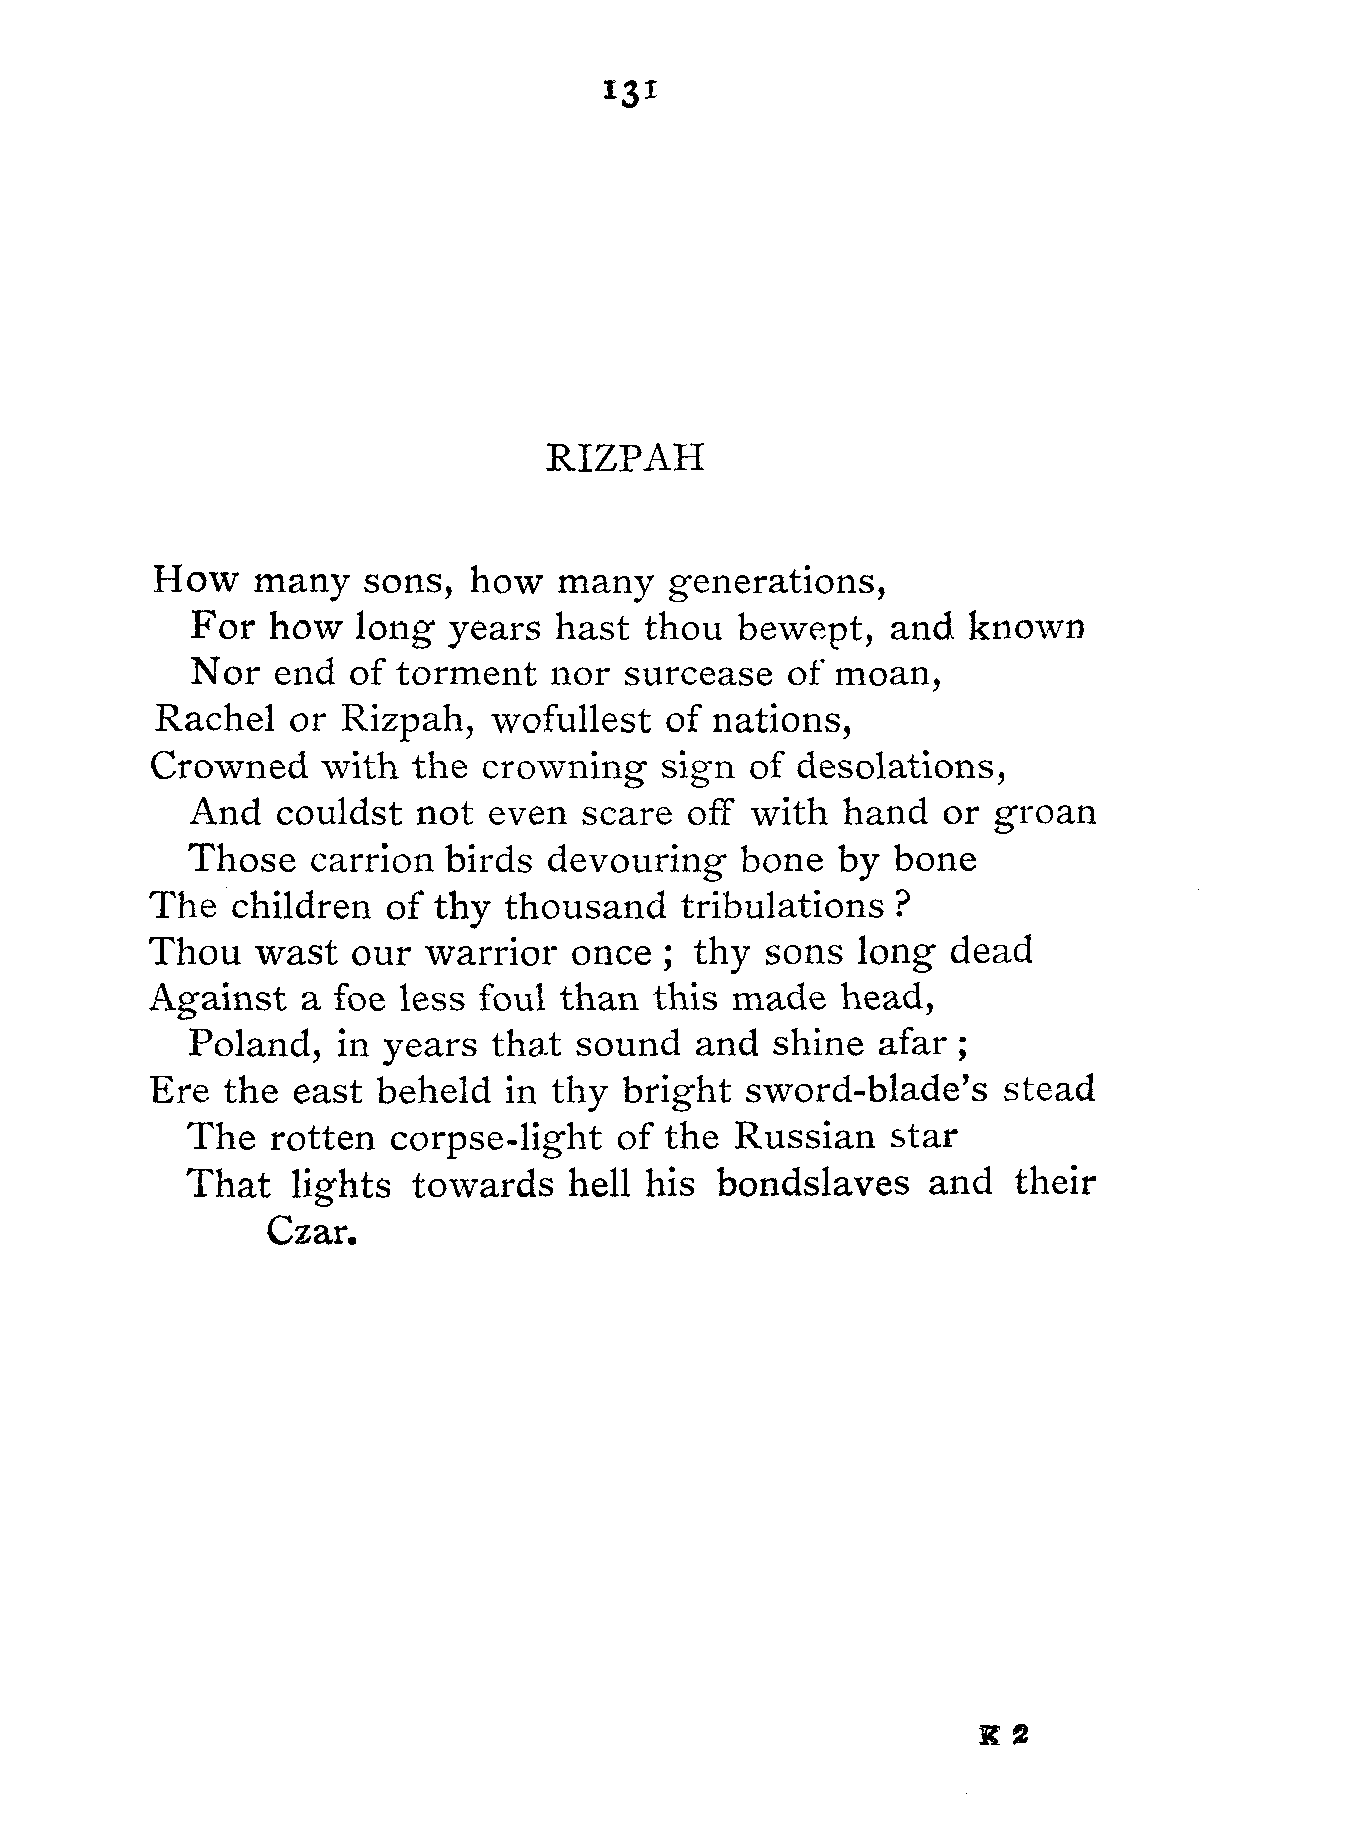 131
RIZPAH
How many sons, how many generations,
For how long years hast thou bewept, and known
Nor end of torment nor surcease of moan,
Rachel or Rizpah, wofullest of nations,
Crowned with the crowning sign of desolations,
And couldst not even scare off with hand or groan
Those carrion birds devouring bone by bone
The children of thy thousand tribulations ?
Thou wast our warrior once ; thy sons long dead
Against a foe less foul than this made head,
Poland, in years that sound and shine afar ;
Ere the east beheld in thy bright sword-blade's stead
The rotten corpse-light of the Russian star
That lights towards hell his bondslaves and their
Czar.
K 2